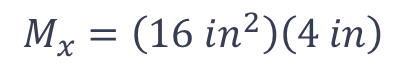 Mₓ = (16 in²)(4 in)